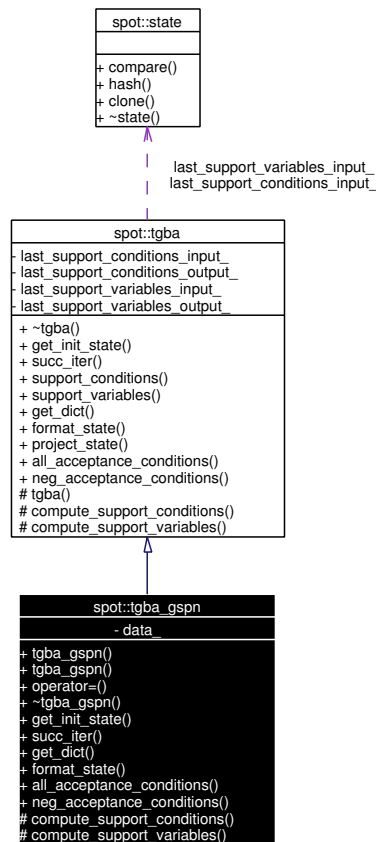 spot::state
+ compare()
+ hash()
+ clone()
+ ~state()
last_support_variables_input_
last_support_conditions_input_
spot::tgba
- last_support_conditions_input_
- last_support_conditions_output_
- last_support_variables_input_
- last_support_variables_output_
+ ~tgba()
+ get_init_state()
+ succ_iter()
+ support_conditions()
+ support_variables()
+ get_dict()
+ format_state()
+ project_state()
+ all_acceptance_conditions()
+ neg_acceptance_conditions()
# tgba()
# compute_support_conditions()
# compute_support_variables()
spot::tgba_gspn
- data_
+ tgba_gspn()
+ tgba_gspn()
+ operator=()
+ ~tgba_gspn()
+ get_init_state()
+ succ_iter()
+ get_dict()
+ format_state()
+ all_acceptance_conditions()
+ neg_acceptance_conditions()
# compute_support_conditions()
# compute_support_variables()